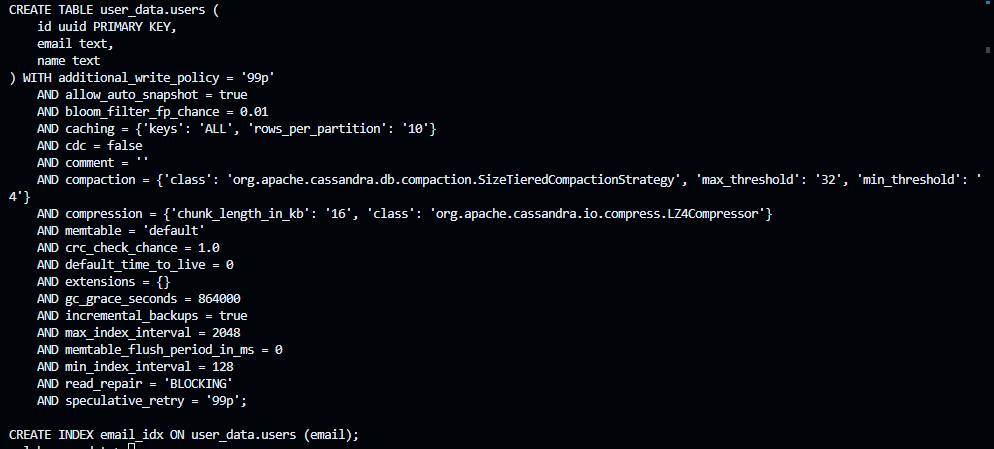 CREATE TABLE user_data.users (
    id uuid PRIMARY KEY,
    email text,
    name text
) WITH additional_write_policy = '99p'
    AND allow_auto_snapshot = true
    AND bloom_filter_fp_chance = 0.01
    AND caching = {'keys': 'ALL', 'rows_per_partition': '10'}
    AND cdc = false
    AND comment = ''
    AND compaction = {'class': 'org.apache.cassandra.db.compaction.SizeTieredCompactionStrategy', 'max_threshold': '32', 'min_threshold': '
4'}
    AND compression = {'chunk_length_in_kb': '16', 'class': 'org.apache.cassandra.io.compress.LZ4Compressor'}
    AND memtable = 'default'
    AND crc_check_chance = 1.0
    AND default_time_to_live = 0
    AND extensions = {}
    AND gc_grace_seconds = 864000
    AND incremental_backups = true
    AND max_index_interval = 2048
    AND memtable_flush_period_in_ms = 0
    AND min_index_interval = 128
    AND read_repair = 'BLOCKING'
    AND speculative_retry = '99p';
CREATE INDEX email_idx ON user_data.users (email);